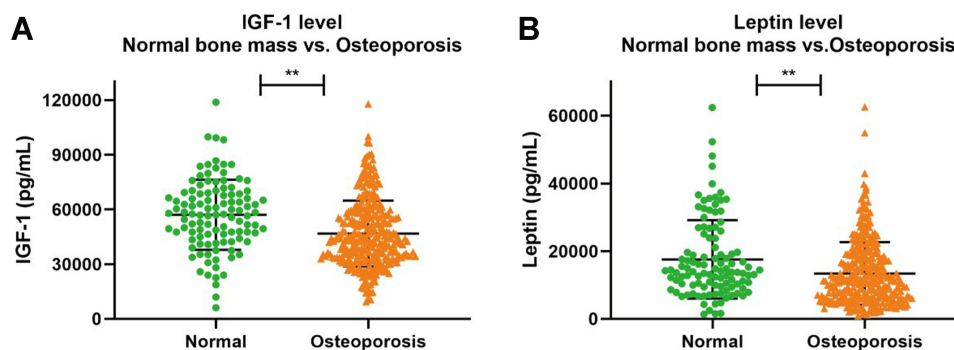 A
IGF-1 level
Normal bone mass vs. Osteoporosis
**
IGF-1 (pg/mL)
120000
90000
60000
30000
0
Normal Osteoporosis
B
Leptin level
Normal bone mass vs.Osteoporosis
**
Leptin (pg/mL)
60000
40000
20000
0
Normal Osteoporosis